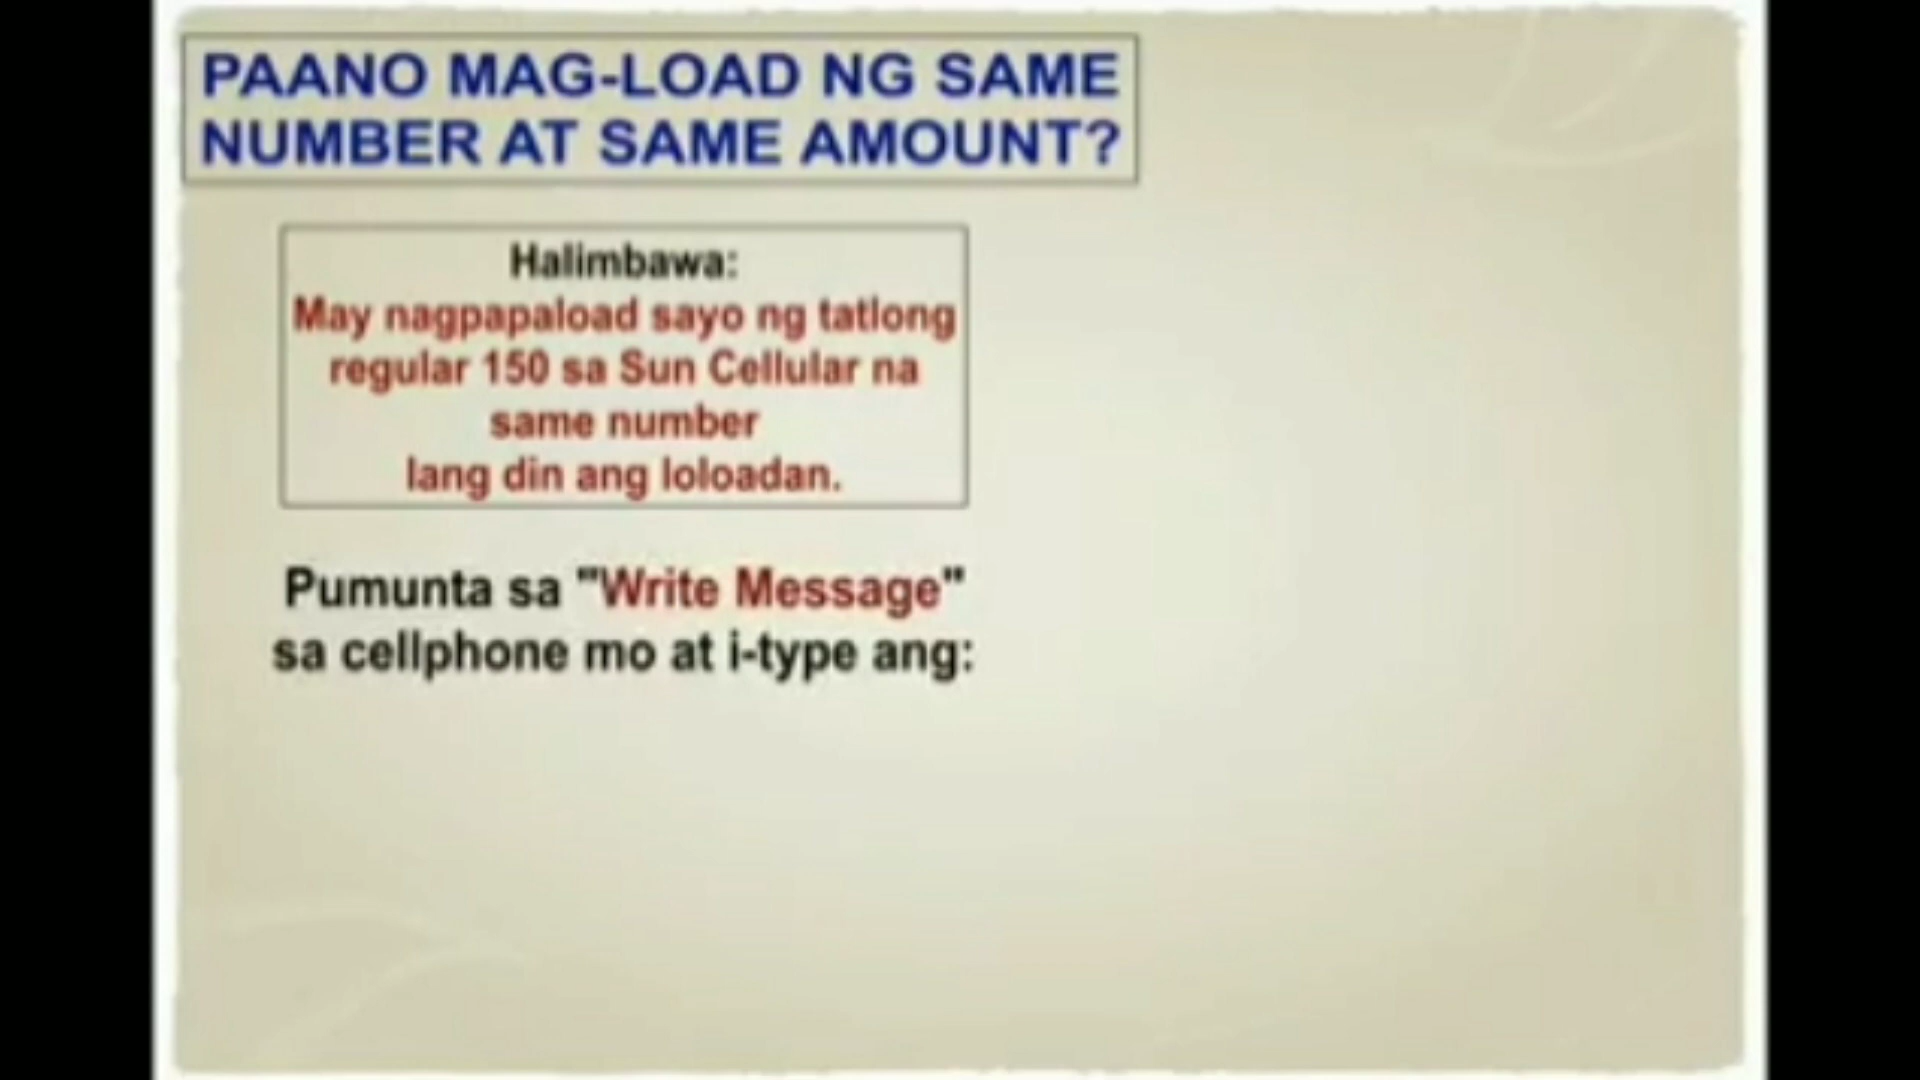 PAANO MAG-LOAD NG SAME
NUMBER AT SAME AMOUNT?
Halimbawa:
May nagpapaload sayo ng tatlong
regular 150 sa Sun Cellular na
same number
lang din ang loloadan.
Pumunta sa "Write Message"
sa cellphone mo at i-type ang: